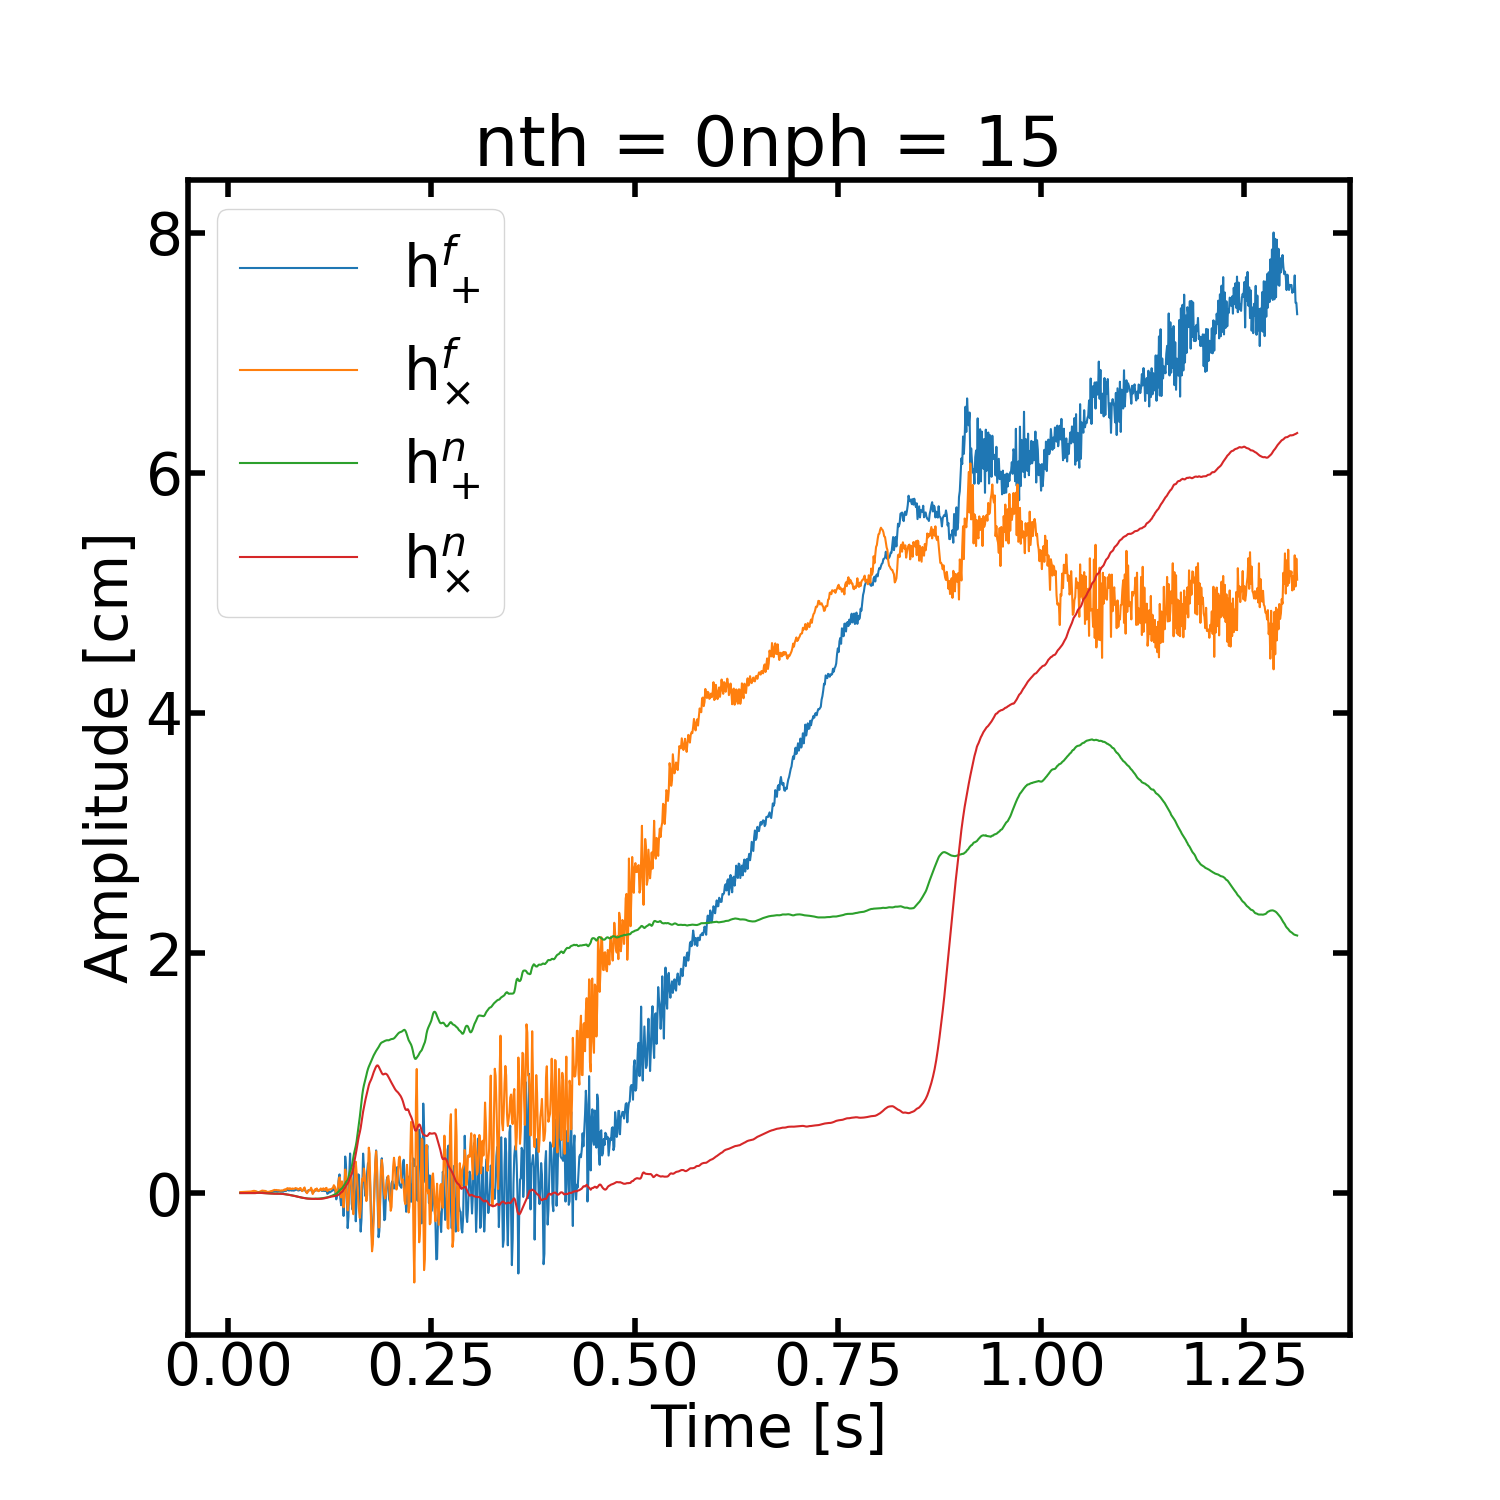 nth = 0nph = 15
h^f_+
h^f_×
h^n_+
h^n_×
8
6
4
2
0
Amplitude [cm]
0.00 0.25 0.50 0.75 1.00 1.25
Time [s]